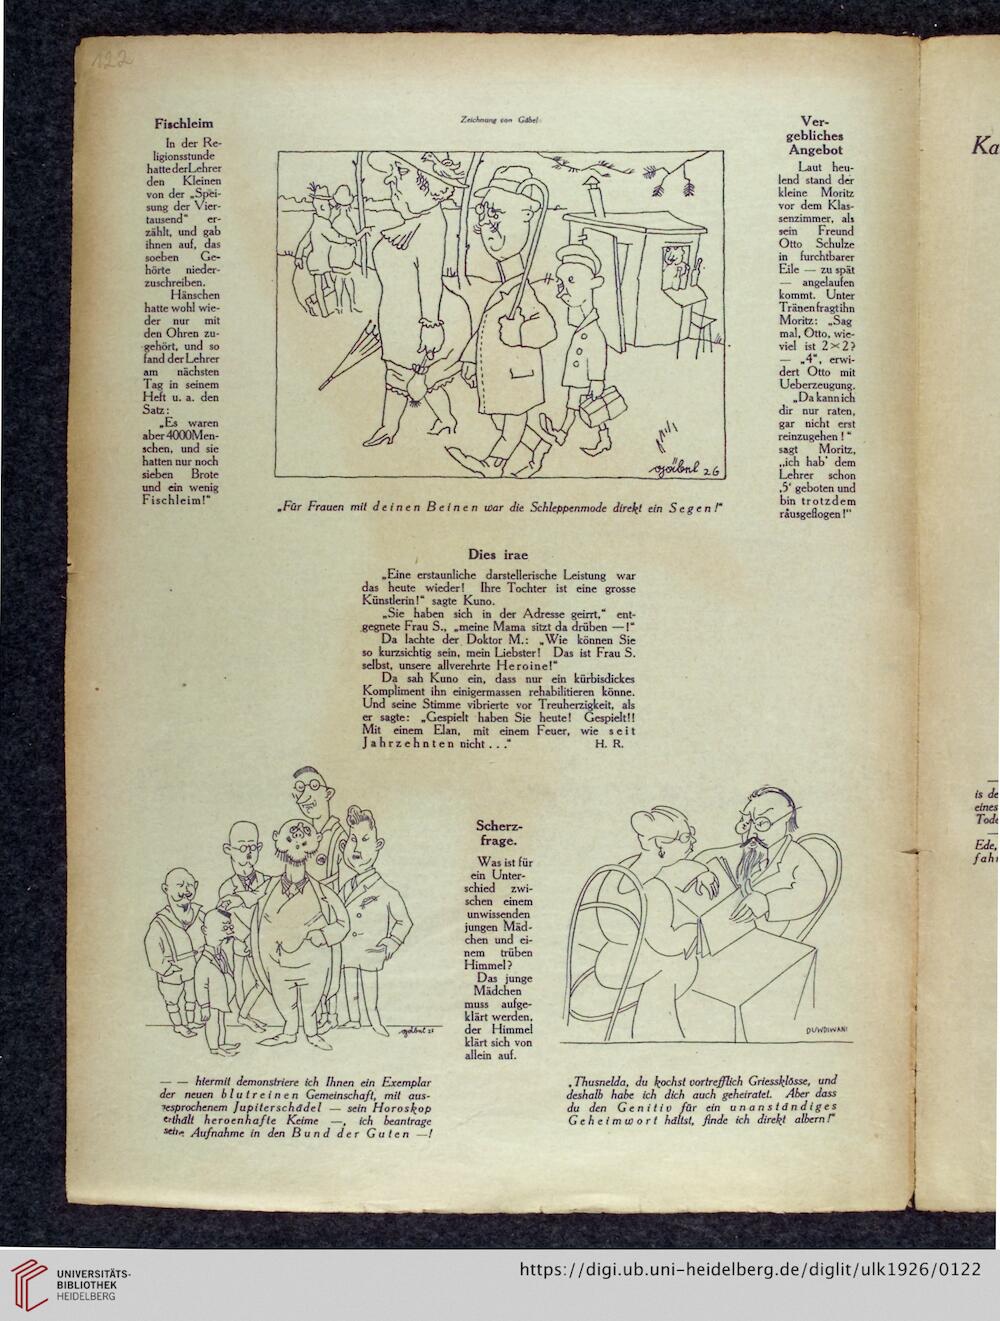 122
Fischleim
In der Re-
ligionsstunde
hatte der Lehrer
den Kleinen
von der „Spei-
sung der Vier-
tausend" er-
zählt, und gab
ihnen auf, das
soeben Ge-
hörte nieder-
zuschreiben.
Hänschen
hatte wohl wie-
der nur mit
den Ohren zu-
gehört, und so
fand der Lehrer
am nächsten
Tag in seinem
Heft u. a. den
Satz:
„Es waren
aber 4000 Men-
schen, und sie
hatten nur noch
sieben Brote
und ein wenig
Fischleim!"
Zeichnung von Göbel
26
„Für Frauen mit deinen Beinen war die Schleppenmode direkt ein Segen!"
Ver-
gebliches
Angebot
Laut heu-
lend stand der
kleine Moritz
vor dem Klas-
senzimmer, als
sein Freund
Otto Schulze
in furchtbarer
Eile — zu spät
— angelaufen
kommt. Unter
Tränen fragt ihn
Moritz: „Sag
mal, Otto, wie-
viel ist 2×2?
— „4", erwi-
dert Otto mit
Ueberzeugung.
„Da kann ich
dir nur raten,
gar nicht erst
reinzugehen!"
sagt Moritz,
„ich hab' dem
Lehrer schon
‚5' geboten und
bin trotzdem
räusgeflogen!"
Dies irae
„Eine erstaunliche darstellerische Leistung war
das heute wieder! Ihre Tochter ist eine grosse
Künstlerin!" sagte Kuno.
„Sie haben sich in der Adresse geirrt," ent-
gegnete Frau S., „meine Mama sitzt da drüben —!"
Da lachte der Doktor M.: „Wie können Sie
so kurzsichtig sein, mein Liebster! Das ist Frau S.
selbst, unsere allverehrte Heroine!"
Da sah Kuno ein, dass nur ein kürbisdickes
Kompliment ihn einigermassen rehabilitieren könne.
Und seine Stimme vibrierte vor Treuherzigkeit, als
er sagte: „Gespielt haben Sie heute! Gespielt!!
Mit einem Elan, mit einem Feuer, wie seit
Jahrzehnten nicht . . ." H. R.
— — hiermit demonstriere ich Ihnen ein Exemplar
der neuen blutreinen Gemeinschaft, mit aus-
gesprochenem Jupiterschädel — sein Horoskop
enthält heroenhafte Keime —, ich beantrage
seine Aufnahme in den Bund der Guten —!
Scherz-
frage.
Was ist für
ein Unter-
schied zwi-
schen einem
unwissenden
jungen Mäd-
chen und ei-
nem trüben
Himmel?
Das junge
Mädchen
muss aufge-
klärt werden,
der Himmel
klärt sich von
allein auf.
DUWDIWANI
„Thusnelda, du kochst vortrefflich Griessklösse, und
deshalb habe ich dich auch geheiratet. Aber dass
du den Genitiv für ein unanständiges
Geheimwort hältst, finde ich direkt albern!"
Ka
is de
eines
Tode
Ede,
fahr
UNIVERSITÄTS-
BIBLIOTHEK
HEIDELBERG
https://digi.ub.uni-heidelberg.de/diglit/ulk1926/0122